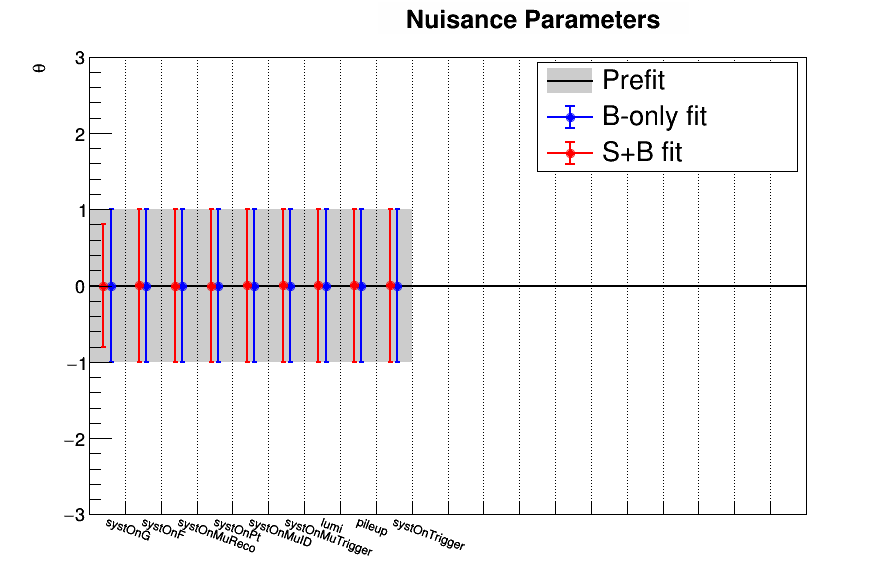 Nuisance Parameters
θ
3
2
1
0
−1
−2
−3
Prefit
B-only fit
S+B fit
systOnG
systOnF
systOnMuReco
systOnPt
systOnMuID
systOnMuTrigger
lumi
pileup
systOnTrigger